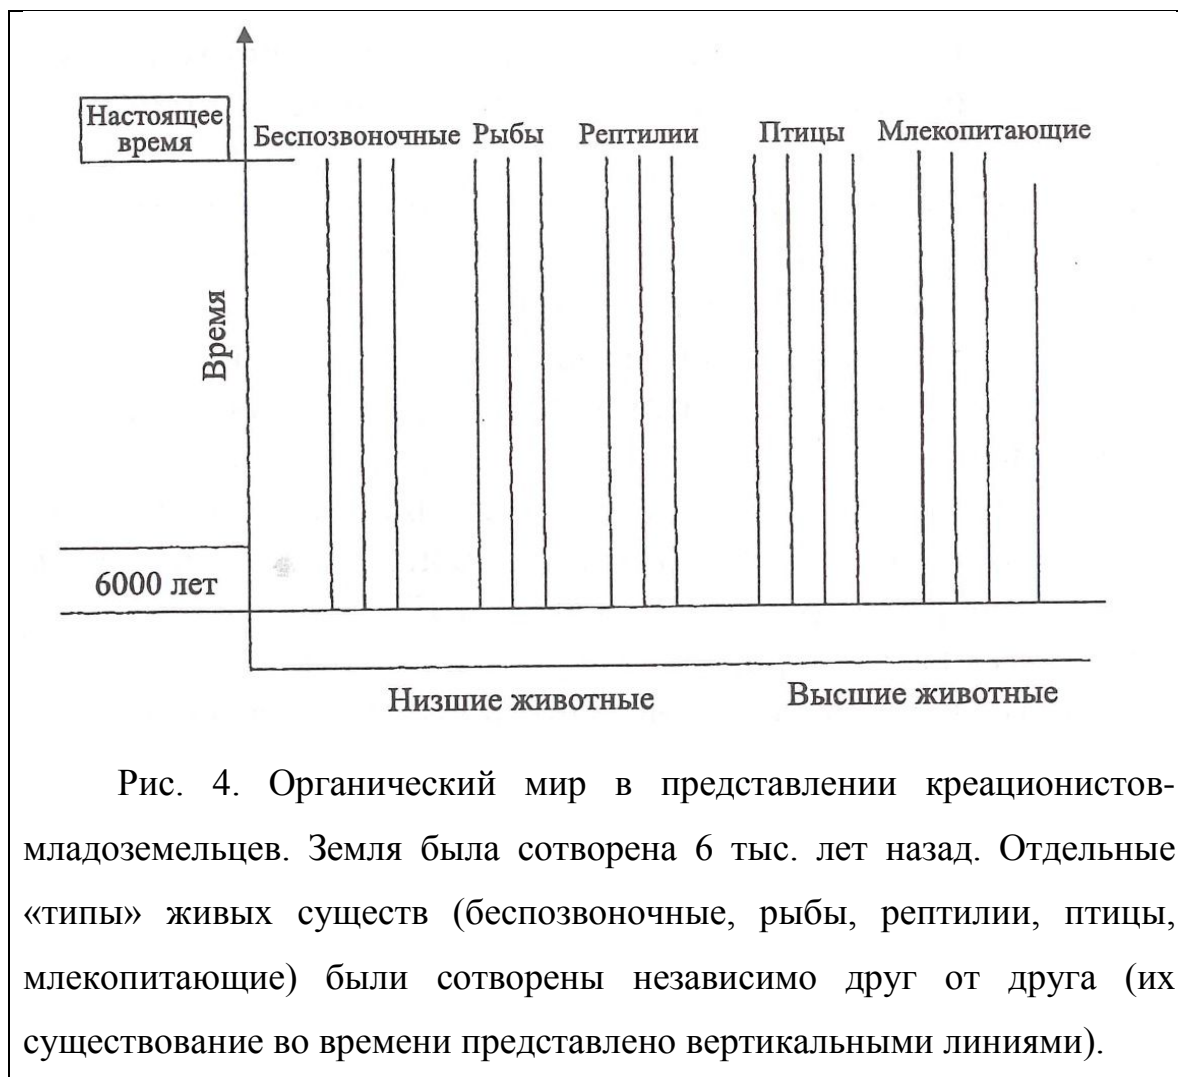 Настоящее
время
Беспозвоночные Рыбы Рептилии Птицы Млекопитающие
Время
6000 лет
Низшие животные Высшие животные
Рис. 4. Органический мир в представлении креационистов-
младоземельцев. Земля была сотворена 6 тыс. лет назад. Отдельные
«типы» живых существ (беспозвоночные, рыбы, рептилии, птицы,
млекопитающие) были сотворены независимо друг от друга (их
существование во времени представлено вертикальными линиями).